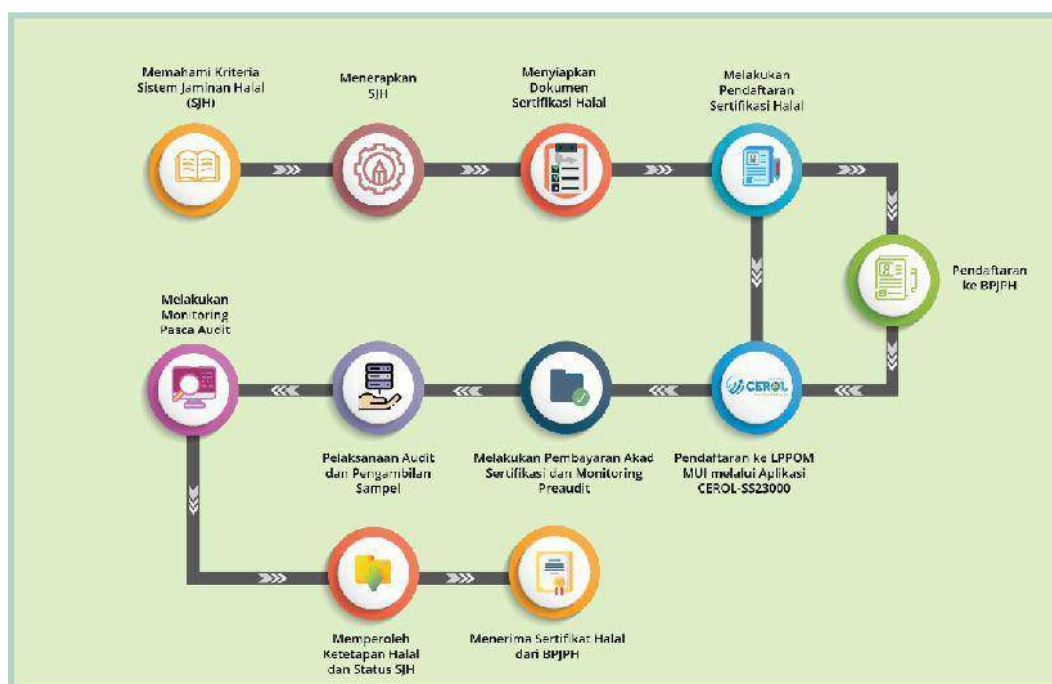 Memahami Kriteria
Sistem Jaminan Halal
(SJH)
Menerapkan
SJH
Menyiapkan
Dokumen
Sertifikasi Halal
Melakukan
Pendaftaran
Sertifikasi Halal
Pendaftaran
ke BPJPH
Melakukan
Monitoring
Pasca Audit
CEROL
Pelaksanaan Audit
dan Pengambilan
Sampel
Melakukan Pembayaran Akad
Sertifikasi dan Monitoring
Preaudit
Pendaftaran ke LPPOM
MUI melalui Aplikasi
CEROL-SS23000
Memperoleh
Ketetapan Halal
dan Status SJH
Menerima Sertifikat Halal
dari BPJPH